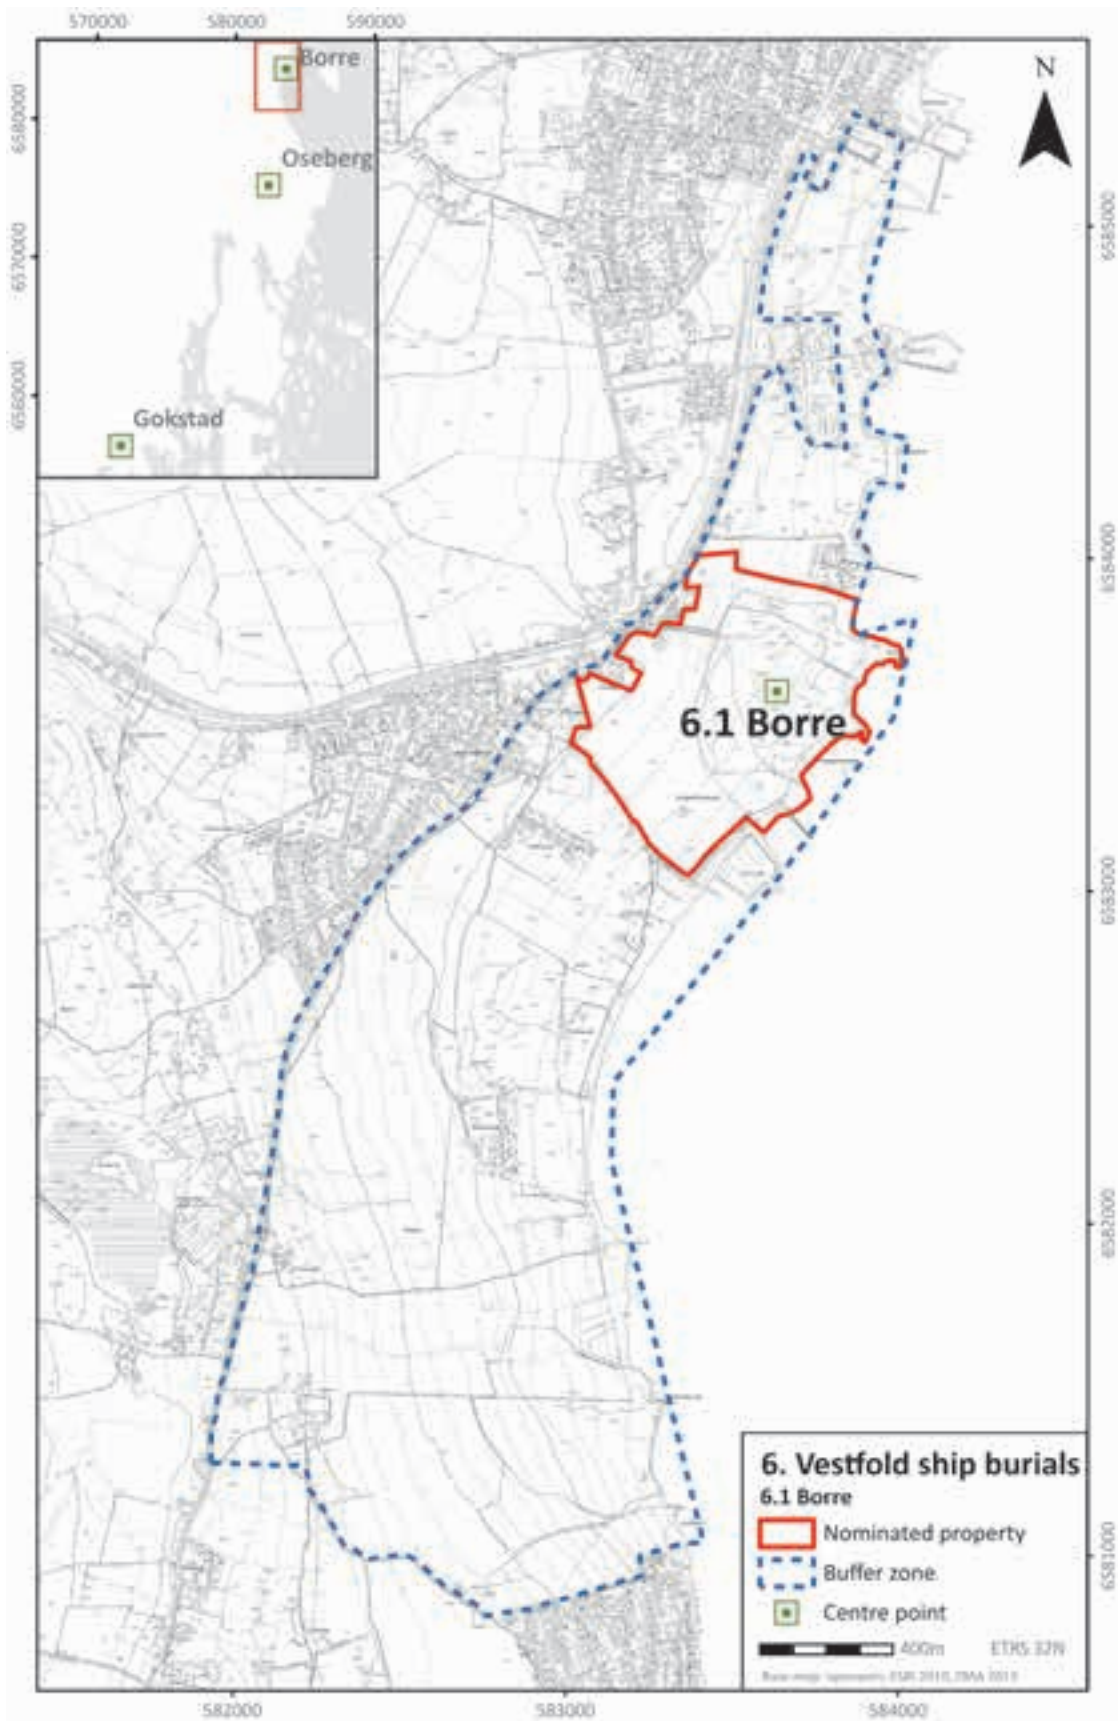 570000 580000 590000
6580000
6570000
6560000
Borre
Oseberg
Gokstad
N
6585000
6584000
6583000
6582000
6581000
6.1 Borre
6. Vestfold ship burials
6.1 Borre
Nominated property
Buffer zone
Centre point
400m ETRS 32N
582000 583000 584000